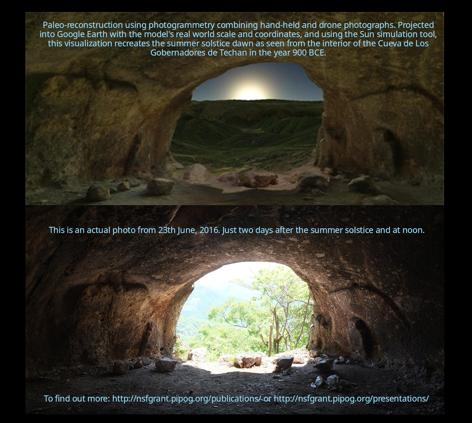 Paleo-reconstruction using photogrammetry combining hand-held and drone photographs. Projected
into Google Earth with the model's real world scale and coordinates, and using the Sun simulation tool,
this visualization recreates the summer solstice dawn as seen from the interior of the Cueva de Los
Gobernadores de Techan in the year 900 BCE.
This is an actual photo from 23th June, 2016. Just two days after the summer solstice and at noon.
To find out more: http://nsfgrant.pipog.org/publications/ or http://nsfgrant.pipog.org/presentations/